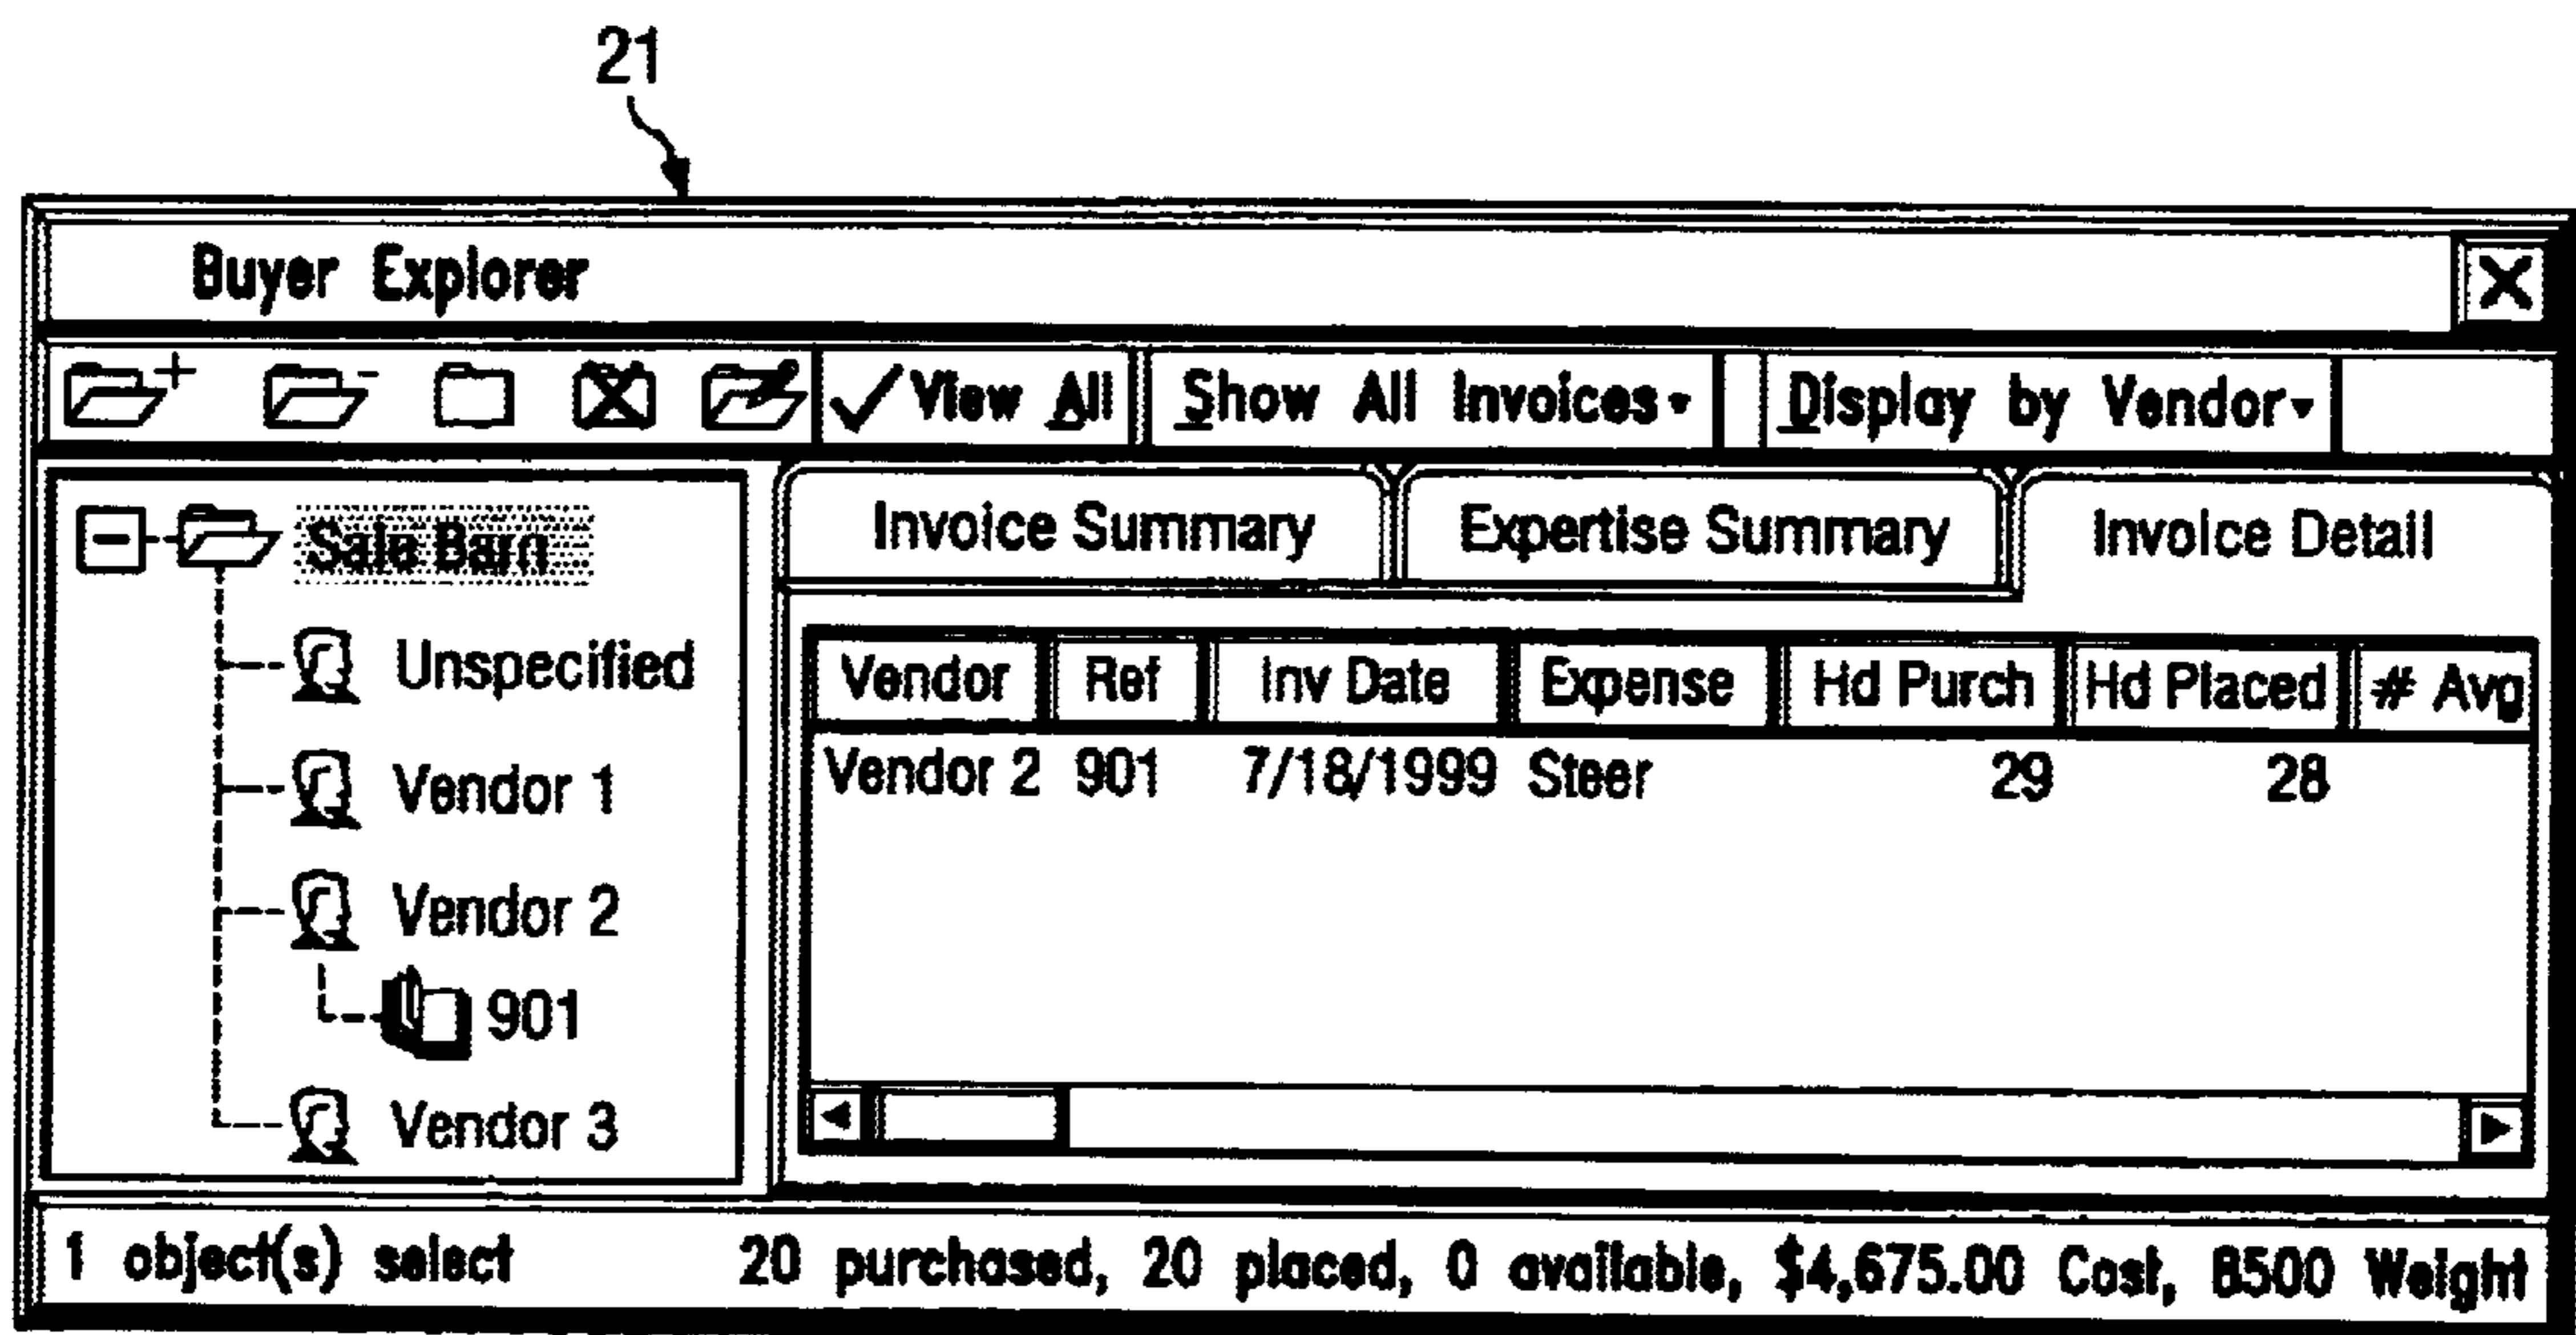 21
Buyer Explorer
View All Show All Invoices Display by Vendor
Sale Barn
Unspecified
Vendor 1
Vendor 2
901
Vendor 3
Invoice Summary Expertise Summary Invoice Detail
Vendor Ref Inv Date Expense Hd Purch Hd Placed # Avg
Vendor 2 901 7/18/1999 Steer 29 28
1 object(s) select 20 purchased, 20 placed, 0 available, $4,675.00 Cost, 8500 Weight